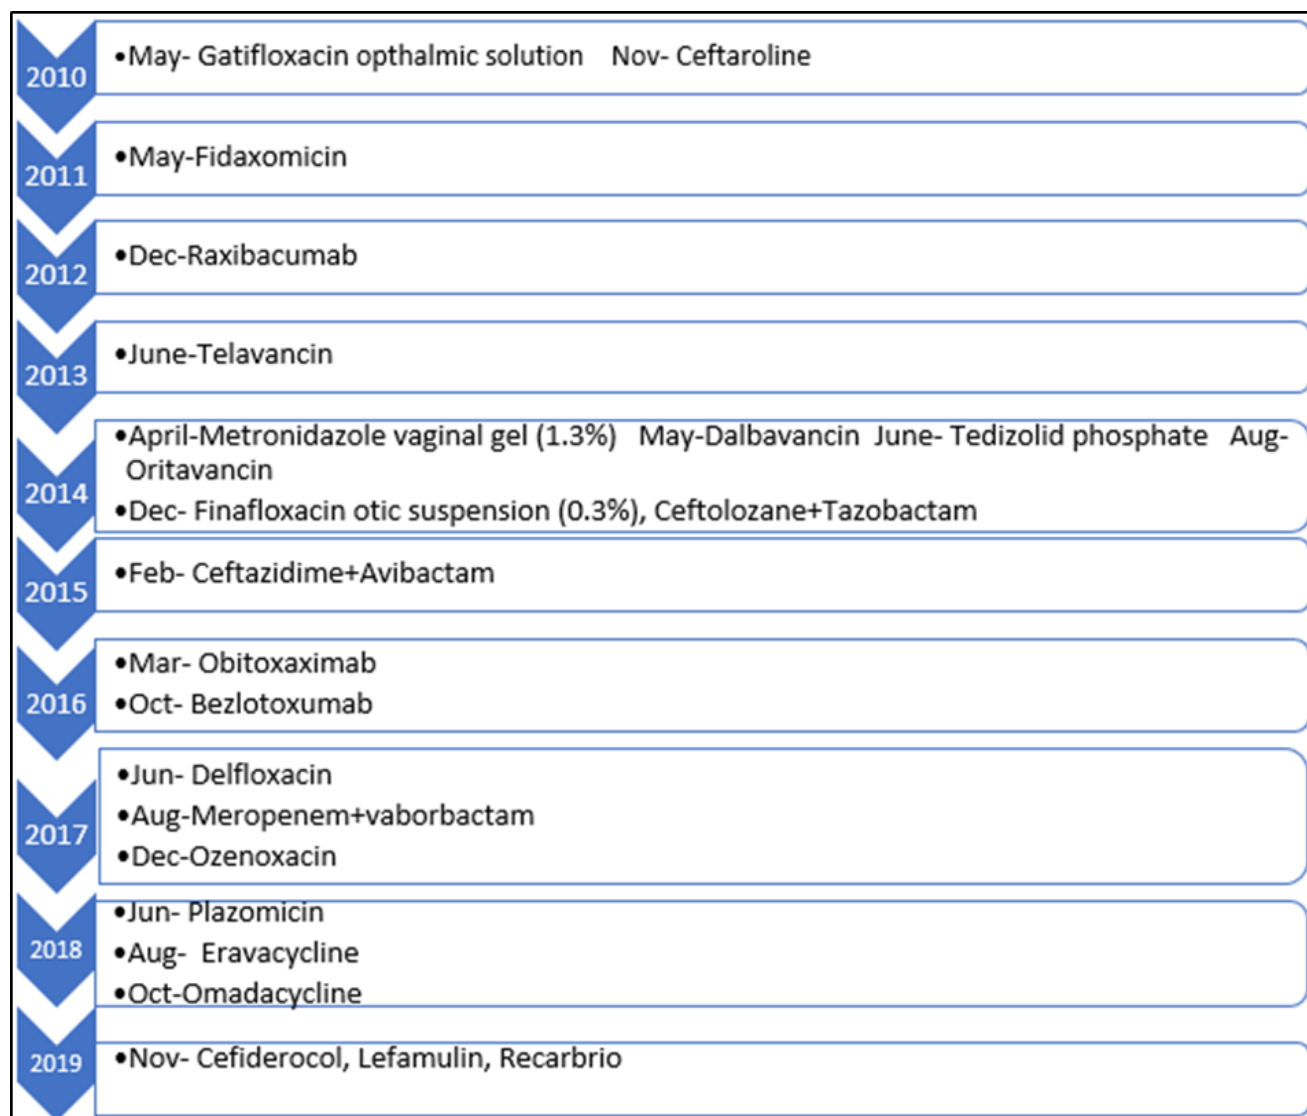 2010
•May- Gatifloxacin opthalmic solution Nov- Ceftaroline
2011
•May-Fidaxomicin
2012
•Dec-Raxibacumab
2013
•June-Telavancin
2014
•April-Metronidazole vaginal gel (1.3%) May-Dalbavancin June- Tedizolid phosphate Aug-
Oritavancin
•Dec- Finafloxacin otic suspension (0.3%), Ceftolozane+Tazobactam
2015
•Feb- Ceftazidime+Avibactam
2016
•Mar- Obitoxaximab
•Oct- Bezlotoxumab
2017
•Jun- Delfloxacin
•Aug-Meropenem+vaborbactam
•Dec-Ozenoxacin
2018
•Jun- Plazomicin
•Aug- Eravacycline
•Oct-Omadacycline
2019
•Nov- Cefiderocol, Lefamulin, Recarbrio